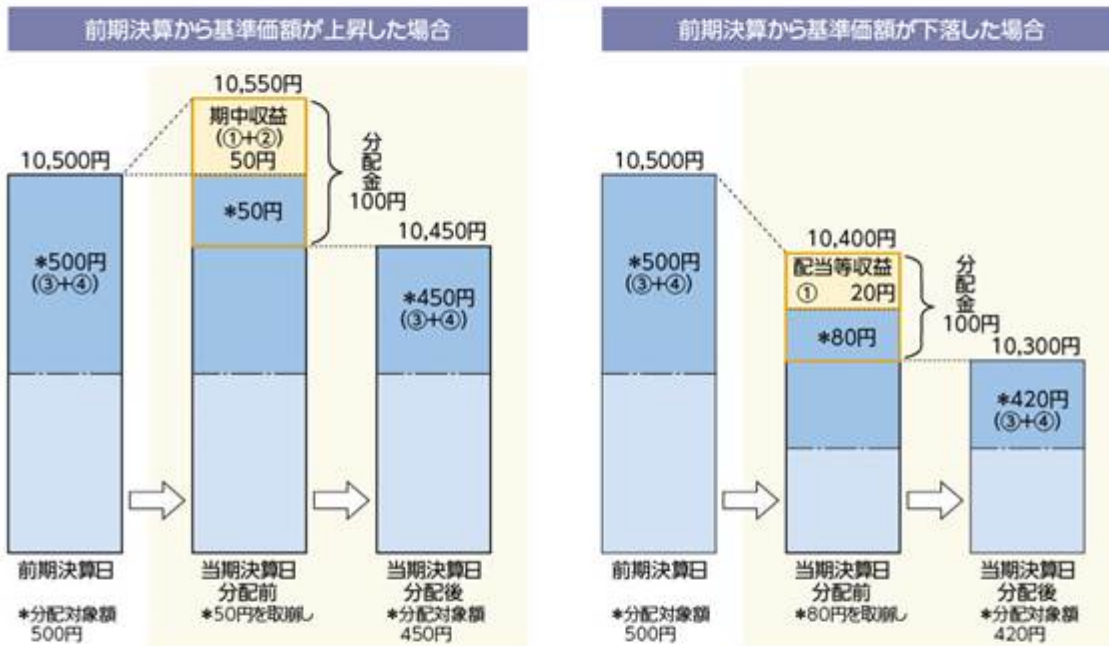 前期決算から基準価額が上昇した場合
10,550円
期中収益
(①+②)
50円
10,500円
*50円
分配金
100円
10,450円
*500円
(③+④)
*450円
(③+④)
前期決算日
当期決算日
分配前
当期決算日
分配後
*分配対象額
500円
*50円を取崩し
*分配対象額
450円
前期決算から基準価額が下落した場合
10,500円
10,400円
配当等収益
① 20円
*80円
分配金
100円
10,300円
*500円
(③+④)
*420円
(③+④)
前期決算日
当期決算日
分配前
当期決算日
分配後
*分配対象額
500円
*80円を取崩し
*分配対象額
420円